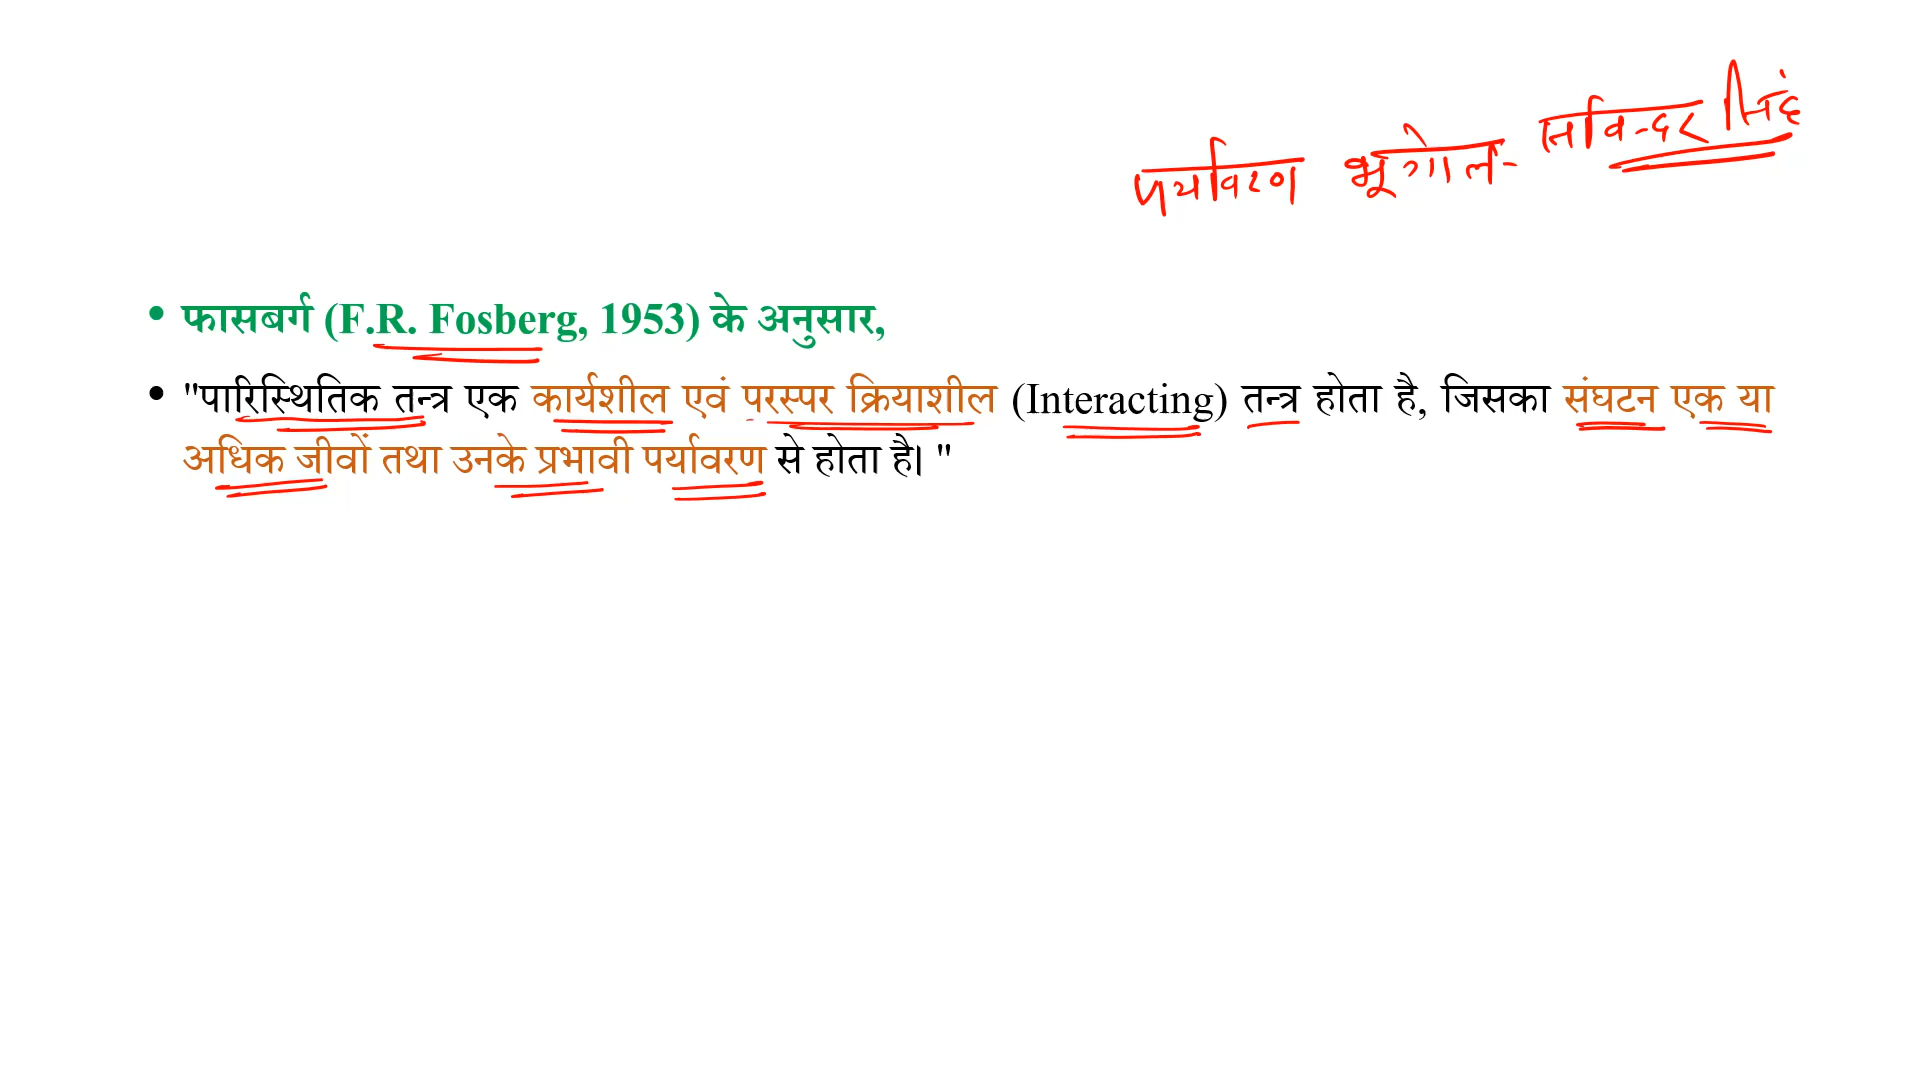 पर्यावरण भूगोल - सविन्दर सिंह
• फासबर्ग (F.R. Fosberg, 1953) के अनुसार,
• "पारिस्थितिक तन्त्र एक कार्यशील एवं परस्पर क्रियाशील (Interacting) तन्त्र होता है, जिसका संघटन एक या
अधिक जीवों तथा उनके प्रभावी पर्यावरण से होता है। "